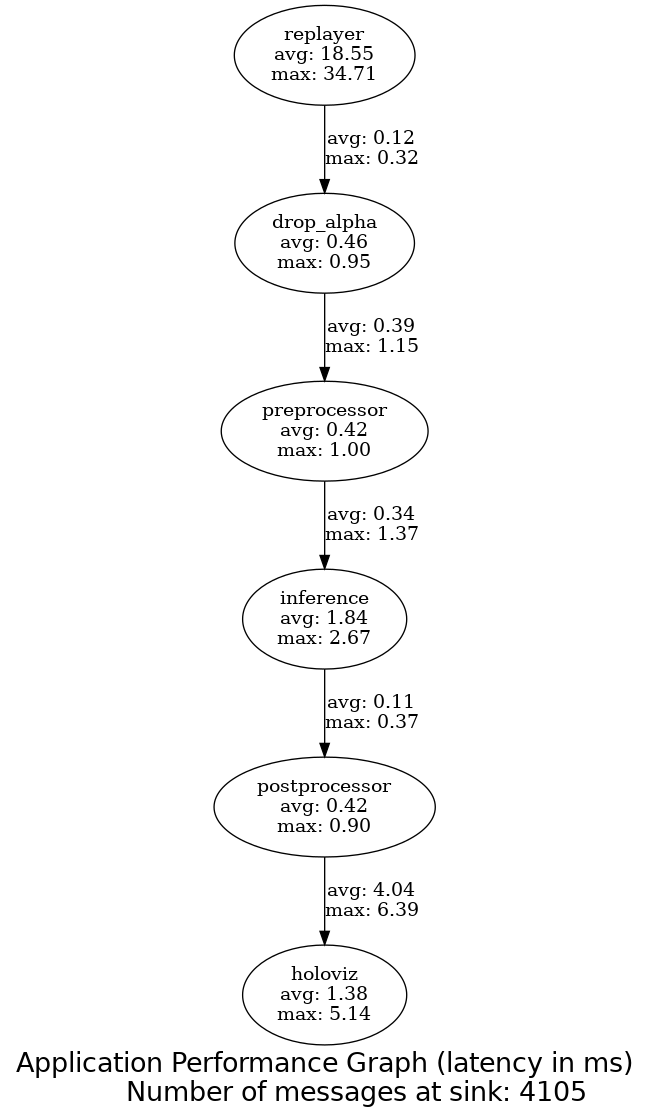 replayer
avg: 18.55
max: 34.71
avg: 0.12
max: 0.32
drop_alpha
avg: 0.46
max: 0.95
avg: 0.39
max: 1.15
preprocessor
avg: 0.42
max: 1.00
avg: 0.34
max: 1.37
inference
avg: 1.84
max: 2.67
avg: 0.11
max: 0.37
postprocessor
avg: 0.42
max: 0.90
avg: 4.04
max: 6.39
holoviz
avg: 1.38
max: 5.14
Application Performance Graph (latency in ms)
Number of messages at sink: 4105